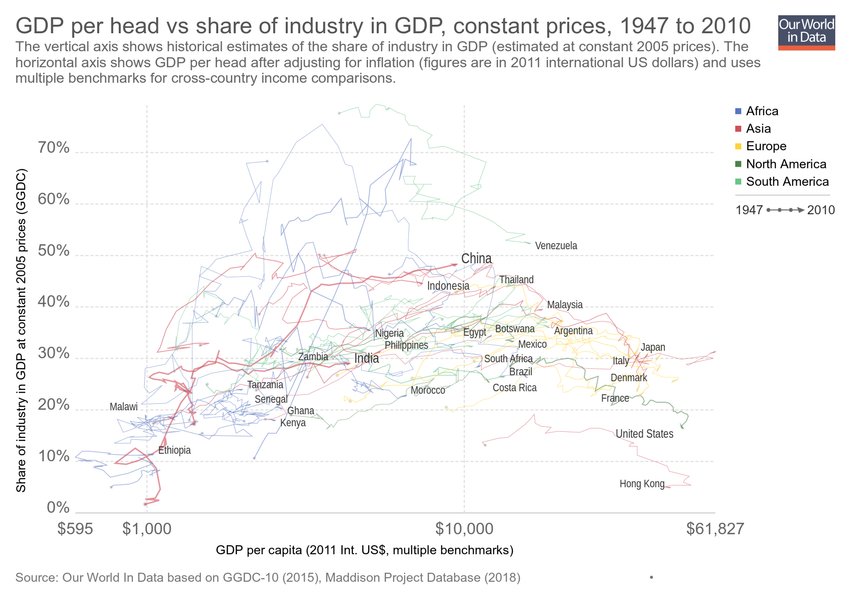 GDP per head vs share of industry in GDP, constant prices, 1947 to 2010
Our World
in Data
The vertical axis shows historical estimates of the share of industry in GDP (estimated at constant 2005 prices). The
horizontal axis shows GDP per head after adjusting for inflation (figures are in 2011 international US dollars) and uses
multiple benchmarks for cross-country income comparisons.
Africa
Asia
Europe
North America
South America
1947
2010
Share of industry in GDP at constant 2005 prices (GGDC)
70%
60%
50%
40%
30%
20%
10%
0%
Venezuela
China
Indonesia
Thailand
Malaysia
Nigeria
Egypt
Botswana
Argentina
Philippines
Mexico
Japan
Zambia
India
South Africa
Italy
Brazil
Denmark
Tanzania
Morocco
Costa Rica
Senegal
France
Malawi
Ghana
Kenya
United States
Ethiopia
Hong Kong
$595
$1,000
$10,000
$61,827
GDP per capita (2011 Int. US$, multiple benchmarks)
Source: Our World In Data based on GGDC-10 (2015), Maddison Project Database (2018)
•